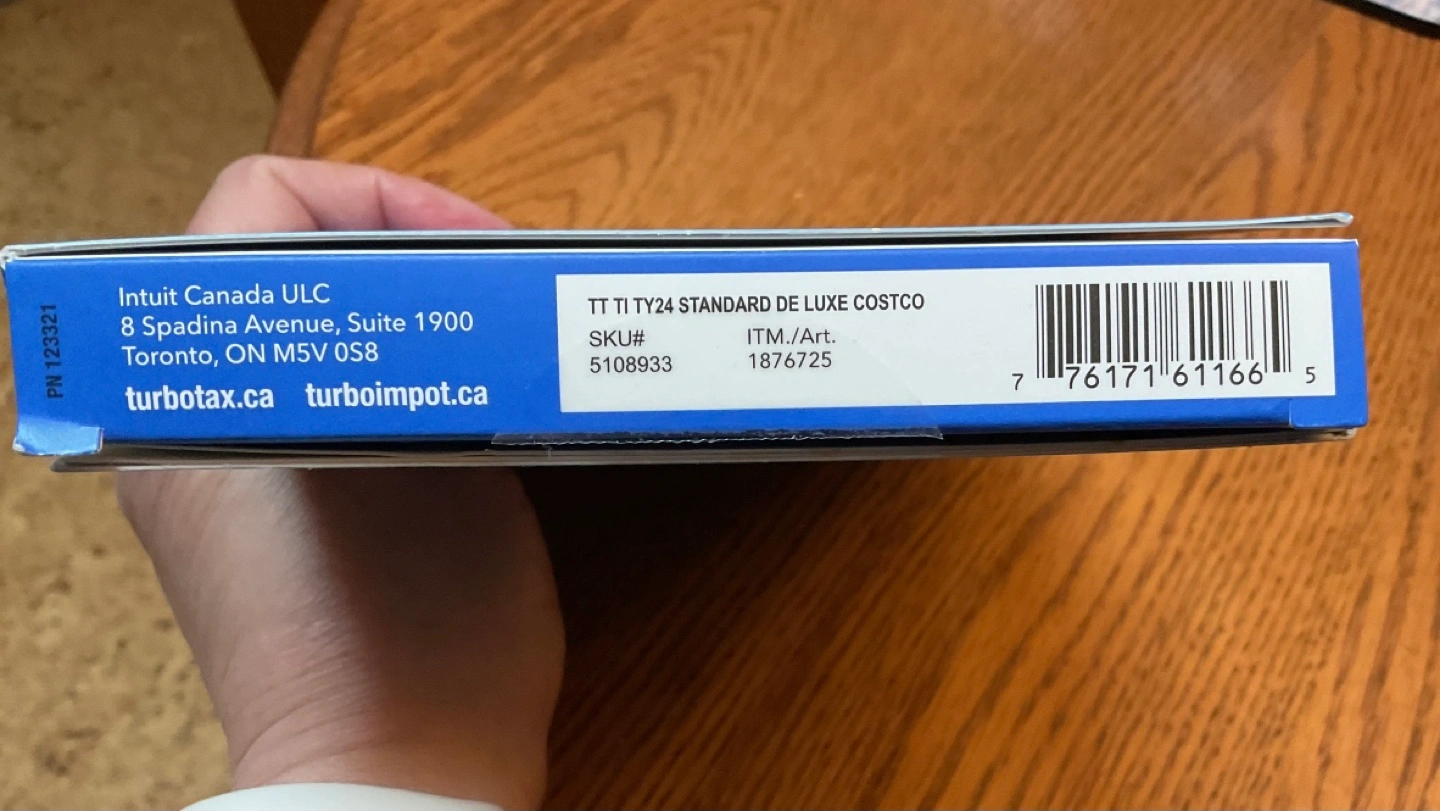 PN 123321
Intuit Canada ULC
8 Spadina Avenue, Suite 1900
Toronto, ON M5V 0S8
turbotax.ca turboimpot.ca
TT TI TY24 STANDARD DE LUXE COSTCO
SKU# ITM./Art.
5108933 1876725
7 76171 61166 5